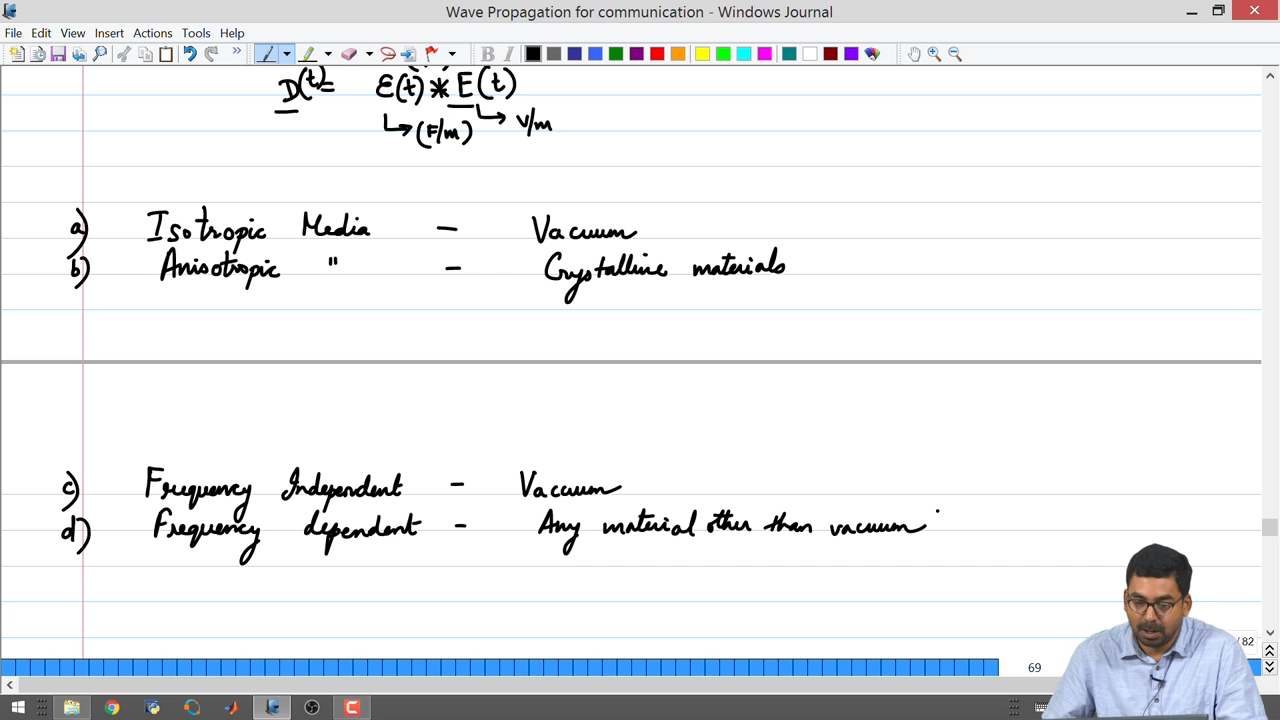 Wave Propagation for communication - Windows Journal
File Edit View Insert Actions Tools Help
B I
D(t) = ε(t) * E(t)
↳ (F/m) ↳ V/m
a) Isotropic Media - Vacuum
b) Anisotropic " - Crystalline materials
c) Frequency Independent - Vacuum
d) Frequency dependent - Any material other than vacuum
/ 82
69